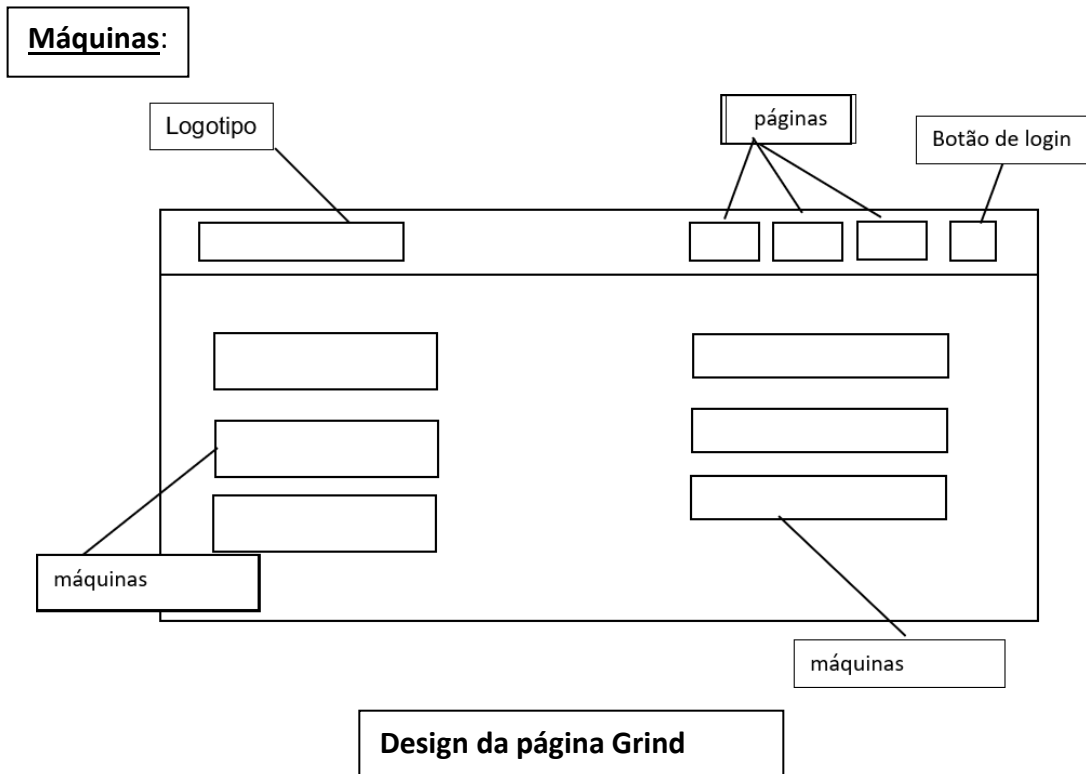 Máquinas:
Logotipo
páginas
Botão de login
máquinas
máquinas
Design da página Grind